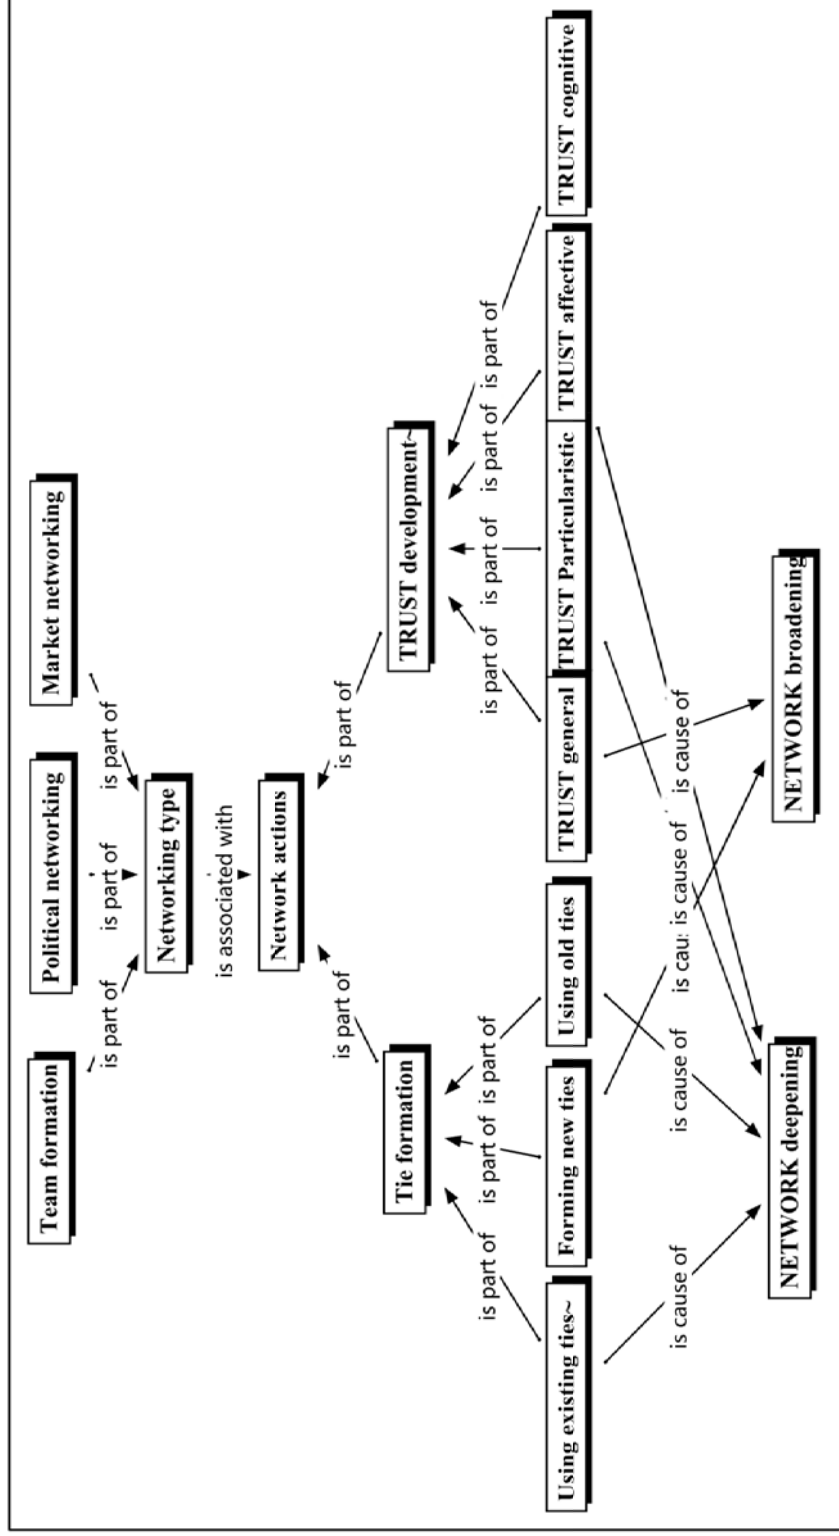 Team formation
Political networking
Market networking
is part of
is part of
is part of
Networking type
is associated with
Network actions
is part of
is part of
Tie formation
TRUST development~
is part of
is part of
is part of
is part of
is part of
is part of
is part of
Using existing ties~
Forming new ties
Using old ties
TRUST general
TRUST Particularistic
TRUST affective
TRUST cognitive
is cause of
is cause of
is cau
is cause of
is cause of
NETWORK deepening
NETWORK broadening